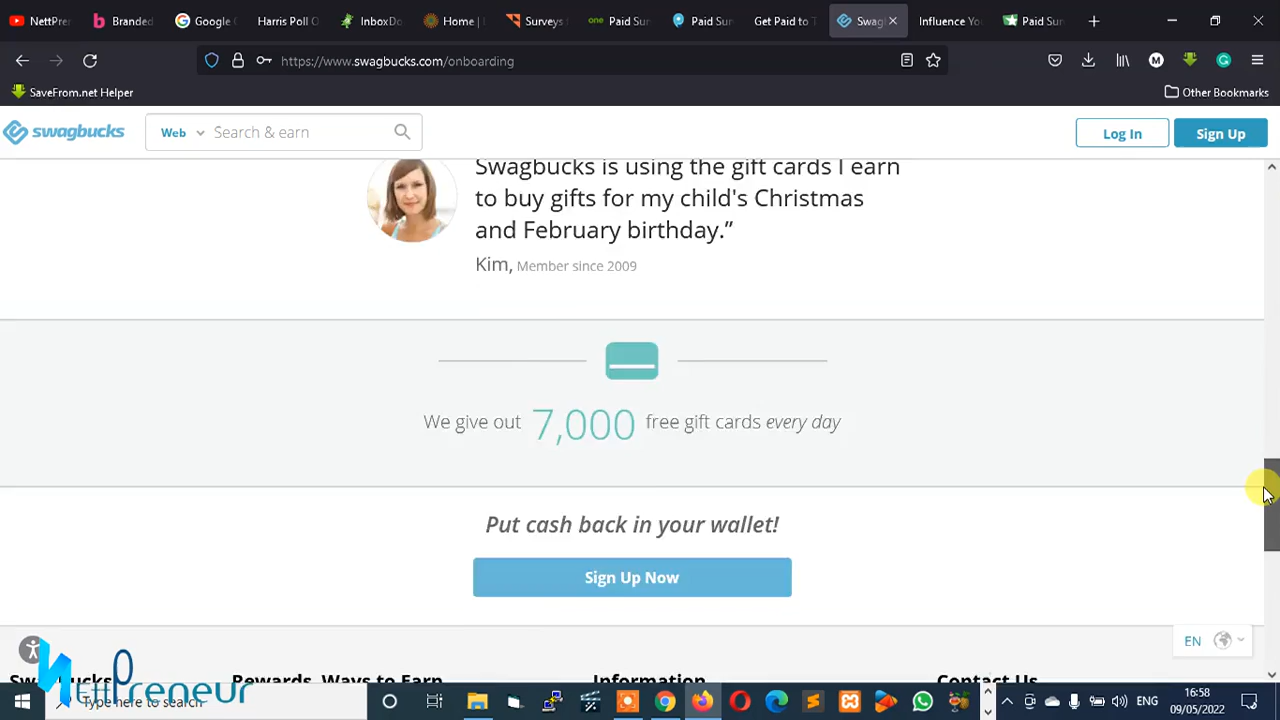 NettPre
Branded
Google
Harris Poll O
InboxDo
Home |
Surveys
Paid Sur
Paid Sur
Get Paid to T
Swag
Influence Yo
Paid Sur
https://www.swagbucks.com/onboarding
SaveFrom.net Helper
Other Bookmarks
swagbucks
Web
Search & earn
Log In
Sign Up
Swagbucks is using the gift cards I earn
to buy gifts for my child's Christmas
and February birthday.”
Kim, Member since 2009
We give out 7,000 free gift cards every day
Put cash back in your wallet!
Sign Up Now
EN
Rewards
Ways to Earn
Information
Contact Us
NettPreneur
Type here to search
ENG
16:58
09/05/2022